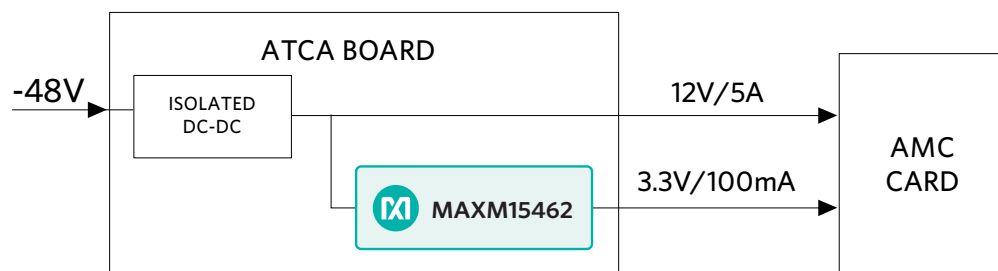 ATCA BOARD
-48V
ISOLATED
DC-DC
12V/5A
MAXM15462
3.3V/100mA
AMC
CARD